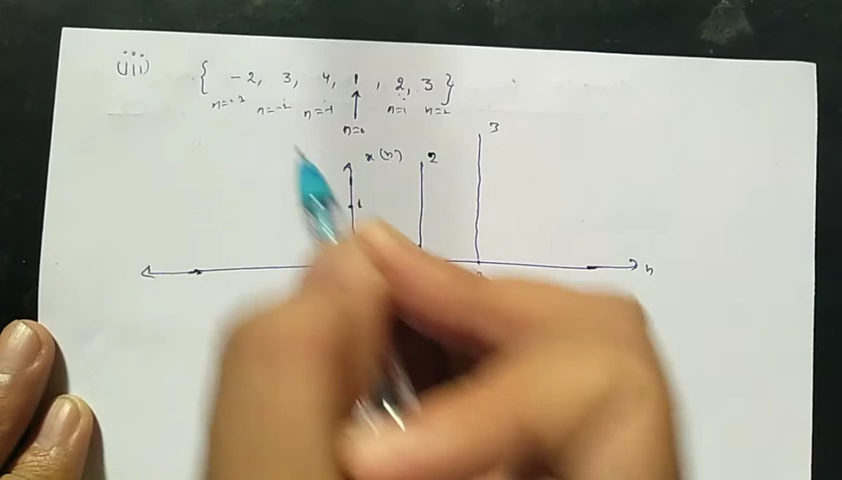 (iii) { -2, 3, 4, 1, 2, 3 }
n=-3 n=-2 n=-1 n=0 n=1 n=2
3
x(n) 2
1
n